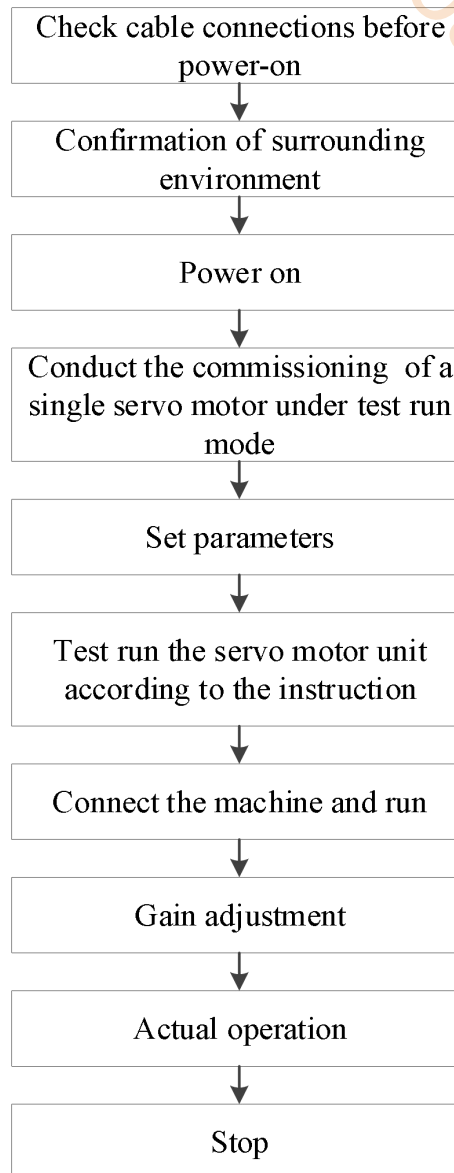 Check cable connections before
power-on
Confirmation of surrounding
environment
Power on
Conduct the commissioning of a
single servo motor under test run
mode
Set parameters
Test run the servo motor unit
according to the instruction
Connect the machine and run
Gain adjustment
Actual operation
Stop